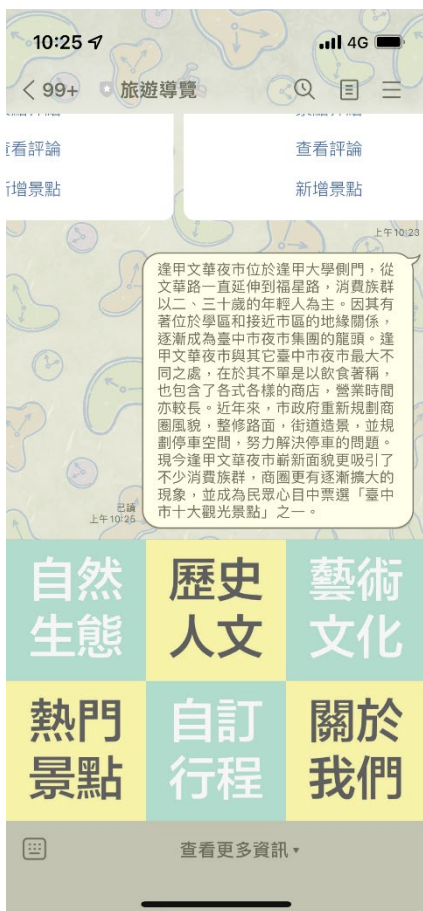 10:25
4G
99+
旅遊導覽
查看評論
查看評論
新增景點
新增景點
上午10:23
逢甲文華夜市位於逢甲大學側門，從
文華路一直延伸到福星路，消費族群
以二、三十歲的年輕人為主。因其有
著位於學區和接近市區的地緣關係，
逐漸成為臺中市夜市集團的龍頭。逢
甲文華夜市與其它臺中市夜市最大不
同之處，在於其不單是以飲食著稱，
也包含了各式各樣的商店，營業時間
亦較長。近年來，市政府重新規劃商
圈風貌，整修路面，街道造景，並規
劃停車空間，努力解決停車的問題。
現今逢甲文華夜市嶄新面貌更吸引了
不少消費族群，商圈更有逐漸擴大的
現象，並成為民眾心目中票選「臺中
市十大觀光景點」之一。
已讀
上午10:25
自然
生態
歷史
人文
藝術
文化
熱門
景點
自訂
行程
關於
我們
查看更多資訊